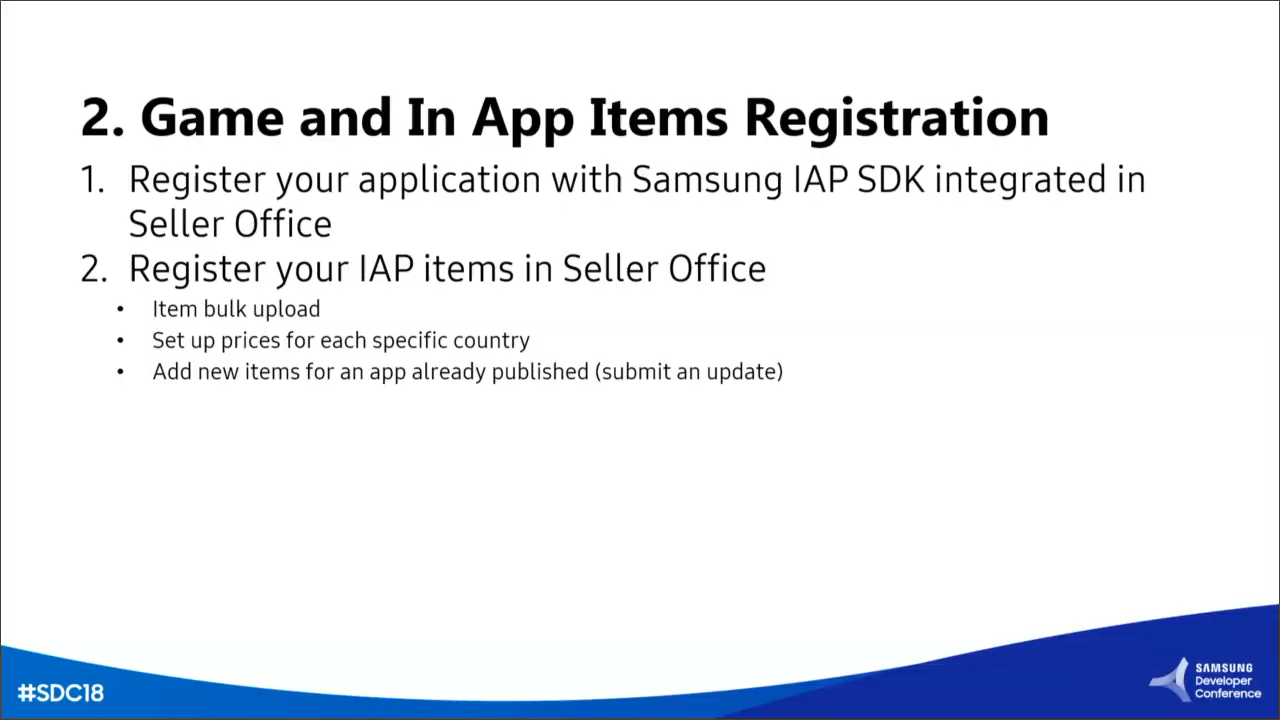 2. Game and In App Items Registration
1. Register your application with Samsung IAP SDK integrated in
Seller Office
2. Register your IAP items in Seller Office
• Item bulk upload
• Set up prices for each specific country
• Add new items for an app already published (submit an update)
#SDC18
SAMSUNG
Developer
Conference